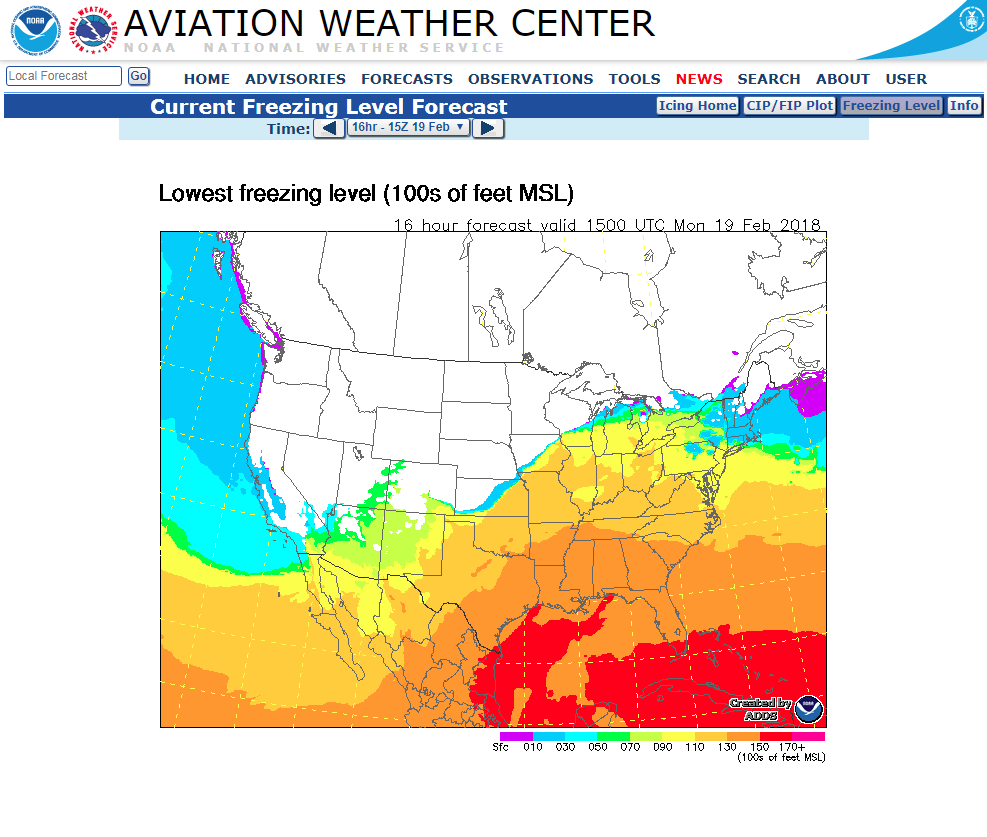 NOAA
AVIATION WEATHER CENTER
NOAA NATIONAL WEATHER SERVICE
Local Forecast Go HOME ADVISORIES FORECASTS OBSERVATIONS TOOLS NEWS SEARCH ABOUT USER
Current Freezing Level Forecast Icing Home CIP/FIP Plot Freezing Level Info
Time: 16hr - 15Z 19 Feb
Lowest freezing level (100s of feet MSL)
16 hour forecast valid 1500 UTC Mon 19 Feb 2018
Created by
ADDS
NOAA
Sfc 010 030 050 070 090 110 130 150 170+
(100s of feet MSL)